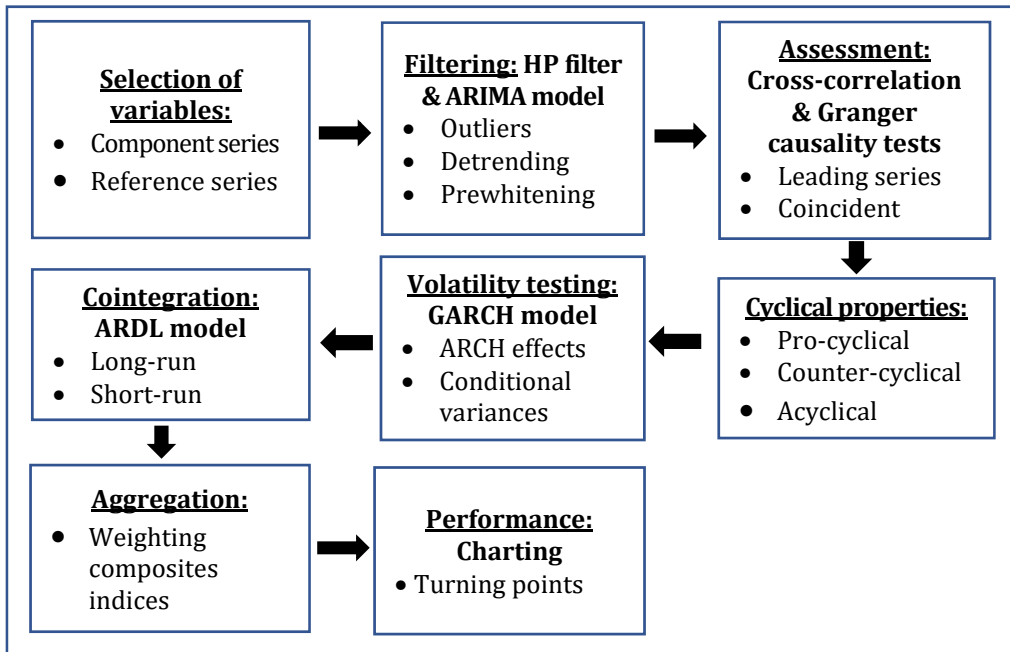 Selection of
variables:
• Component series
• Reference series
Filtering: HP filter
& ARIMA model
• Outliers
• Detrending
• Prewhitening
Assessment:
Cross-correlation
& Granger
causality tests
• Leading series
• Coincident
Cyclical properties:
• Pro-cyclical
• Counter-cyclical
• Acyclical
Volatility testing:
GARCH model
• ARCH effects
• Conditional
variances
Cointegration:
ARDL model
• Long-run
• Short-run
Aggregation:
• Weighting
composites
indices
Performance:
Charting
• Turning points